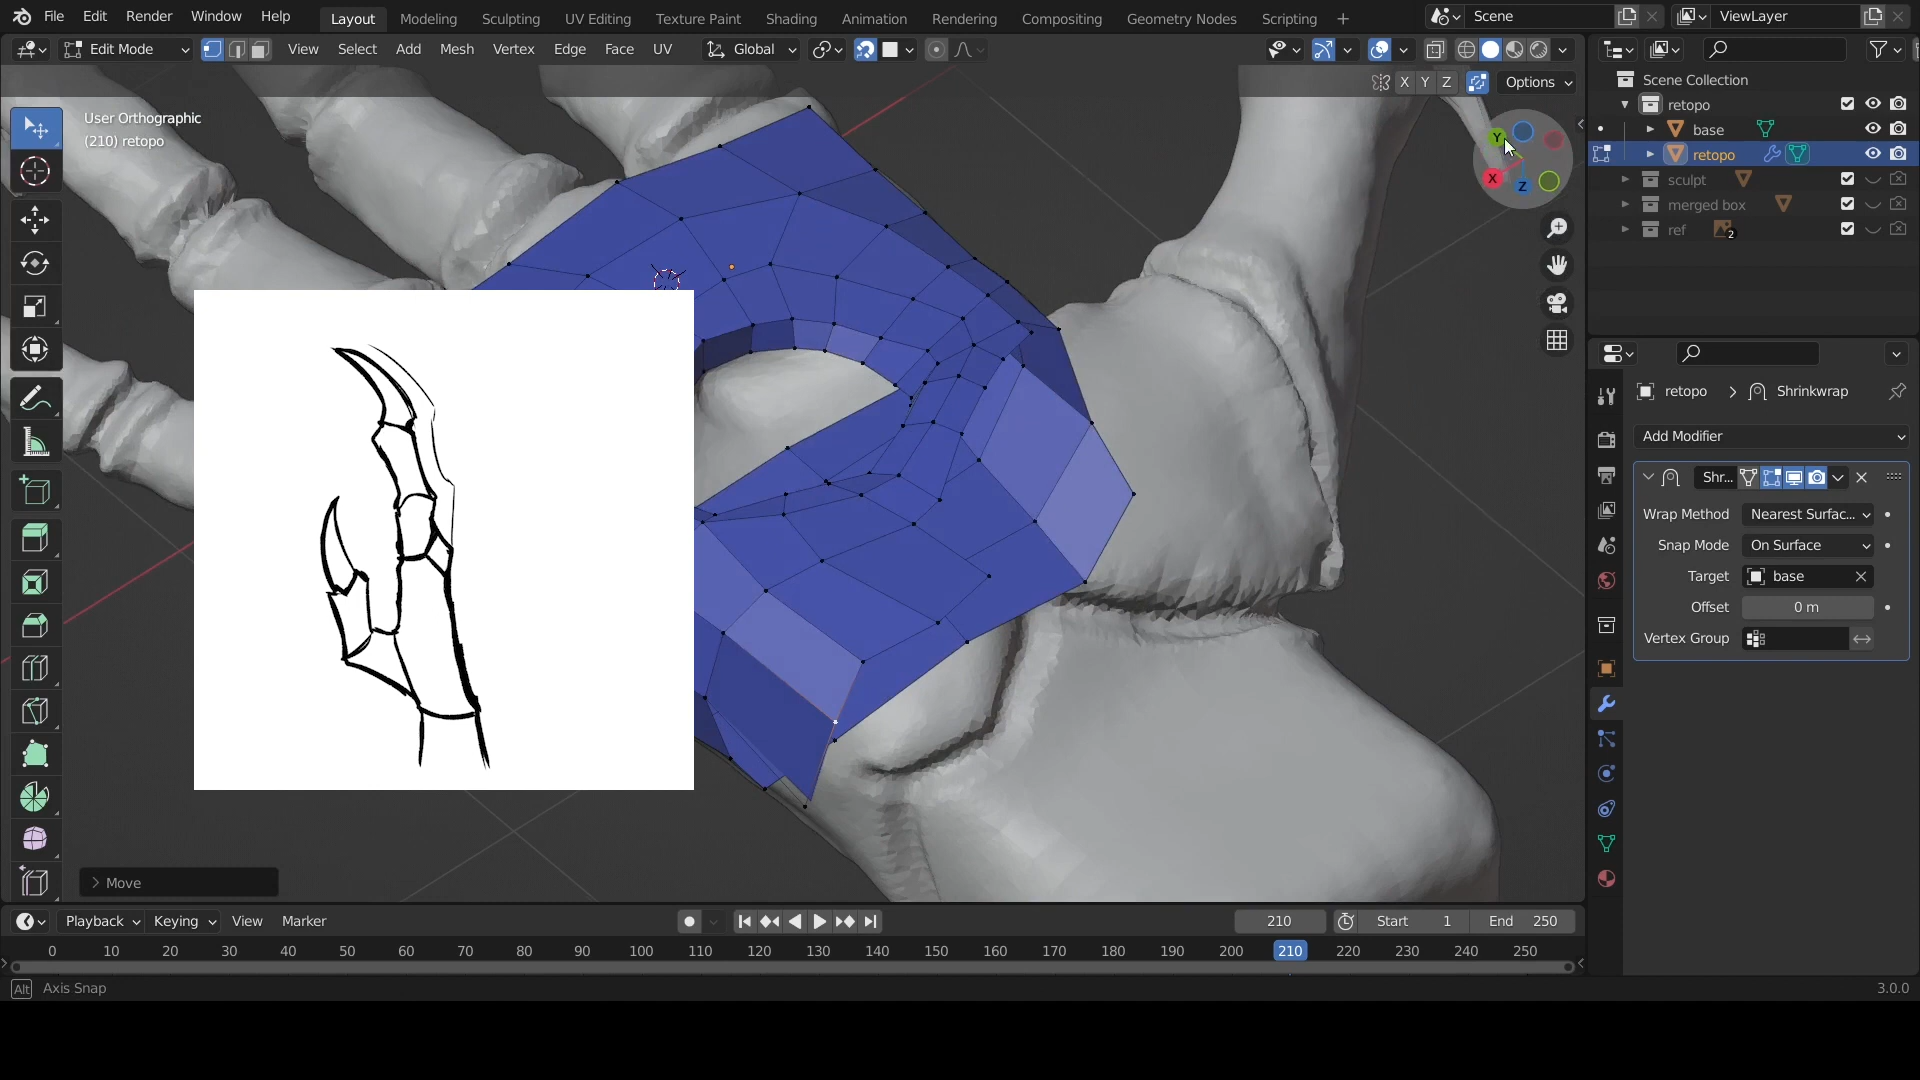 File Edit Render Window Help Layout Modeling Sculpting UV Editing Texture Paint Shading Animation Rendering Compositing Geometry Nodes Scripting + Scene ViewLayer
Edit Mode View Select Add Mesh Vertex Edge Face UV Global
X Y Z Options
User Orthographic
(210) retopo
Y
X
Z
Scene Collection
retopo
base
retopo
sculpt
merged box
ref 2
retopo > Shrinkwrap
Add Modifier
Shr...
Wrap Method Nearest Surfac...
Snap Mode On Surface
Target base
Offset 0 m
Vertex Group
> Move
Playback Keying View Marker 210 Start 1 End 250
0 10 20 30 40 50 60 70 80 90 100 110 120 130 140 150 160 170 180 190 200 210 220 230 240 250
Alt Axis Snap 3.0.0